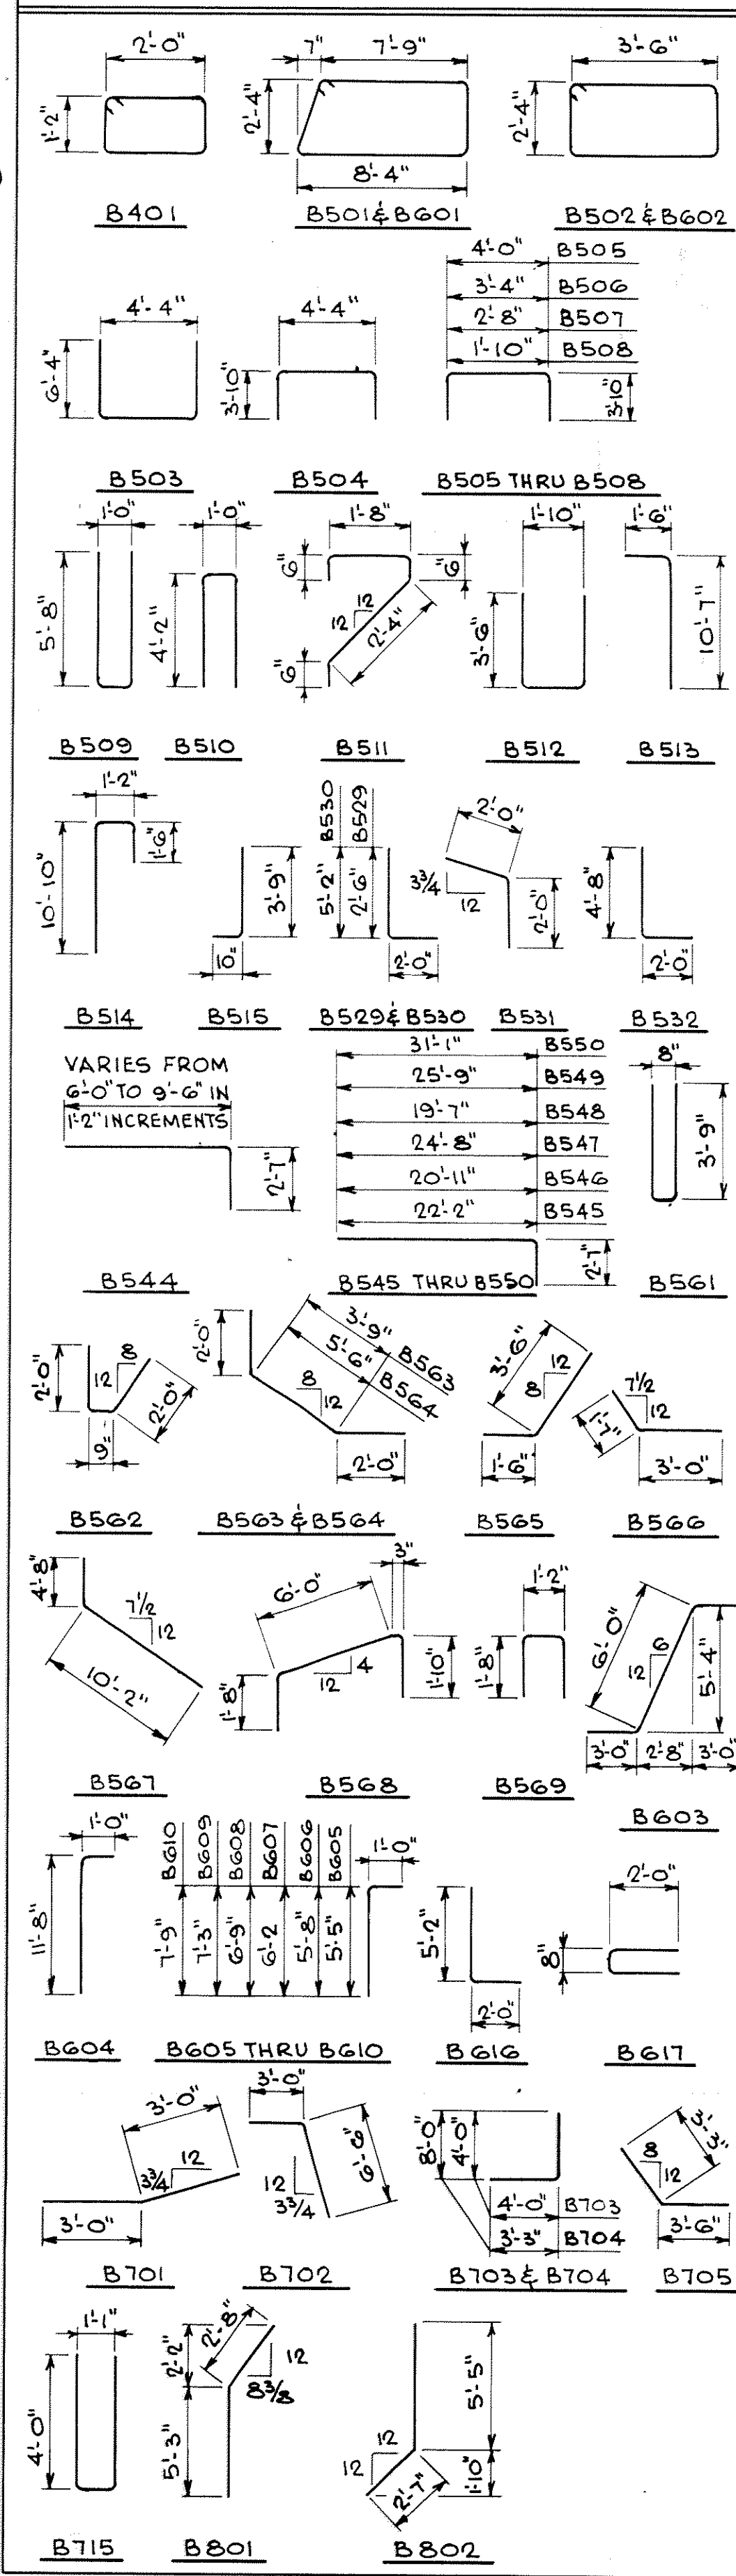 2'-0"
7" 7'-9"
3'-6"
1'-2"
2'-4"
2'-4"
8'-4"
B401
B501 & B601
B502 & B602
4'-0" B505
3'-4" B506
2'-8" B507
1'-10" B508
4'-4"
4'-4"
6'-4"
3'-10"
3'-10"
B503
B504
B505 THRU B508
1'-0"
1'-0"
1'-8"
1'-10"
1'-6"
5'-8"
4'-2"
6"
6"
12
12
2'-4"
6"
3'-6"
10'-7"
B509
B510
B511
B512
B513
1'-2"
1'-6"
10'-10"
3'-9"
10"
B530
B529
5'-2"
2'-6"
2'-0"
2'-0"
3 3/4
12
2'-0"
4'-8"
2'-0"
B514
B515
B529 & B530
B531
B532
VARIES FROM
6'-0" TO 9'-6" IN
1'-2" INCREMENTS
2'-7"
31'-1" B550
25'-9" B549
19'-7" B548
24'-8" B547
20'-11" B546
22'-2" B545
2'-7"
8"
3'-9"
B544
B545 THRU B550
B561
2'-0"
8
12
2'-0"
9"
2'-0"
3'-9" B563
5'-6" B564
8
12
2'-0"
3'-6"
12
8
1'-6"
7 1/2
12
1'-7"
3'-0"
B562
B563 & B564
B565
B566
4'-8"
7 1/2
12
10'-2"
6'-0"
3"
4
12
1'-8"
1'-10"
1'-2"
1'-8"
6'-0"
6
12
5'-4"
3'-0" 2'-8" 3'-0"
B567
B568
B569
B603
1'-0"
11'-8"
B610
B609
B608
B607
B606
B605
1'-0"
7'-9"
7'-3"
6'-9"
6'-2
5'-8"
5'-5"
5'-2"
2'-0"
2'-0"
8"
B604
B605 THRU B610
B616
B617
3'-0"
12
3 3/4
3'-0"
3'-0"
12
3 3/4
6'-6"
8'-0"
4'-0"
4'-0" B703
3'-3" B704
3'-3"
8
12
3'-6"
B701
B702
B703 & B704
B705
1'-1"
4'-0"
2'-8"
2'-2"
12
8 3/8
5'-3"
5'-5"
12
12
2'-7"
1'-10"
B715
B801
B802